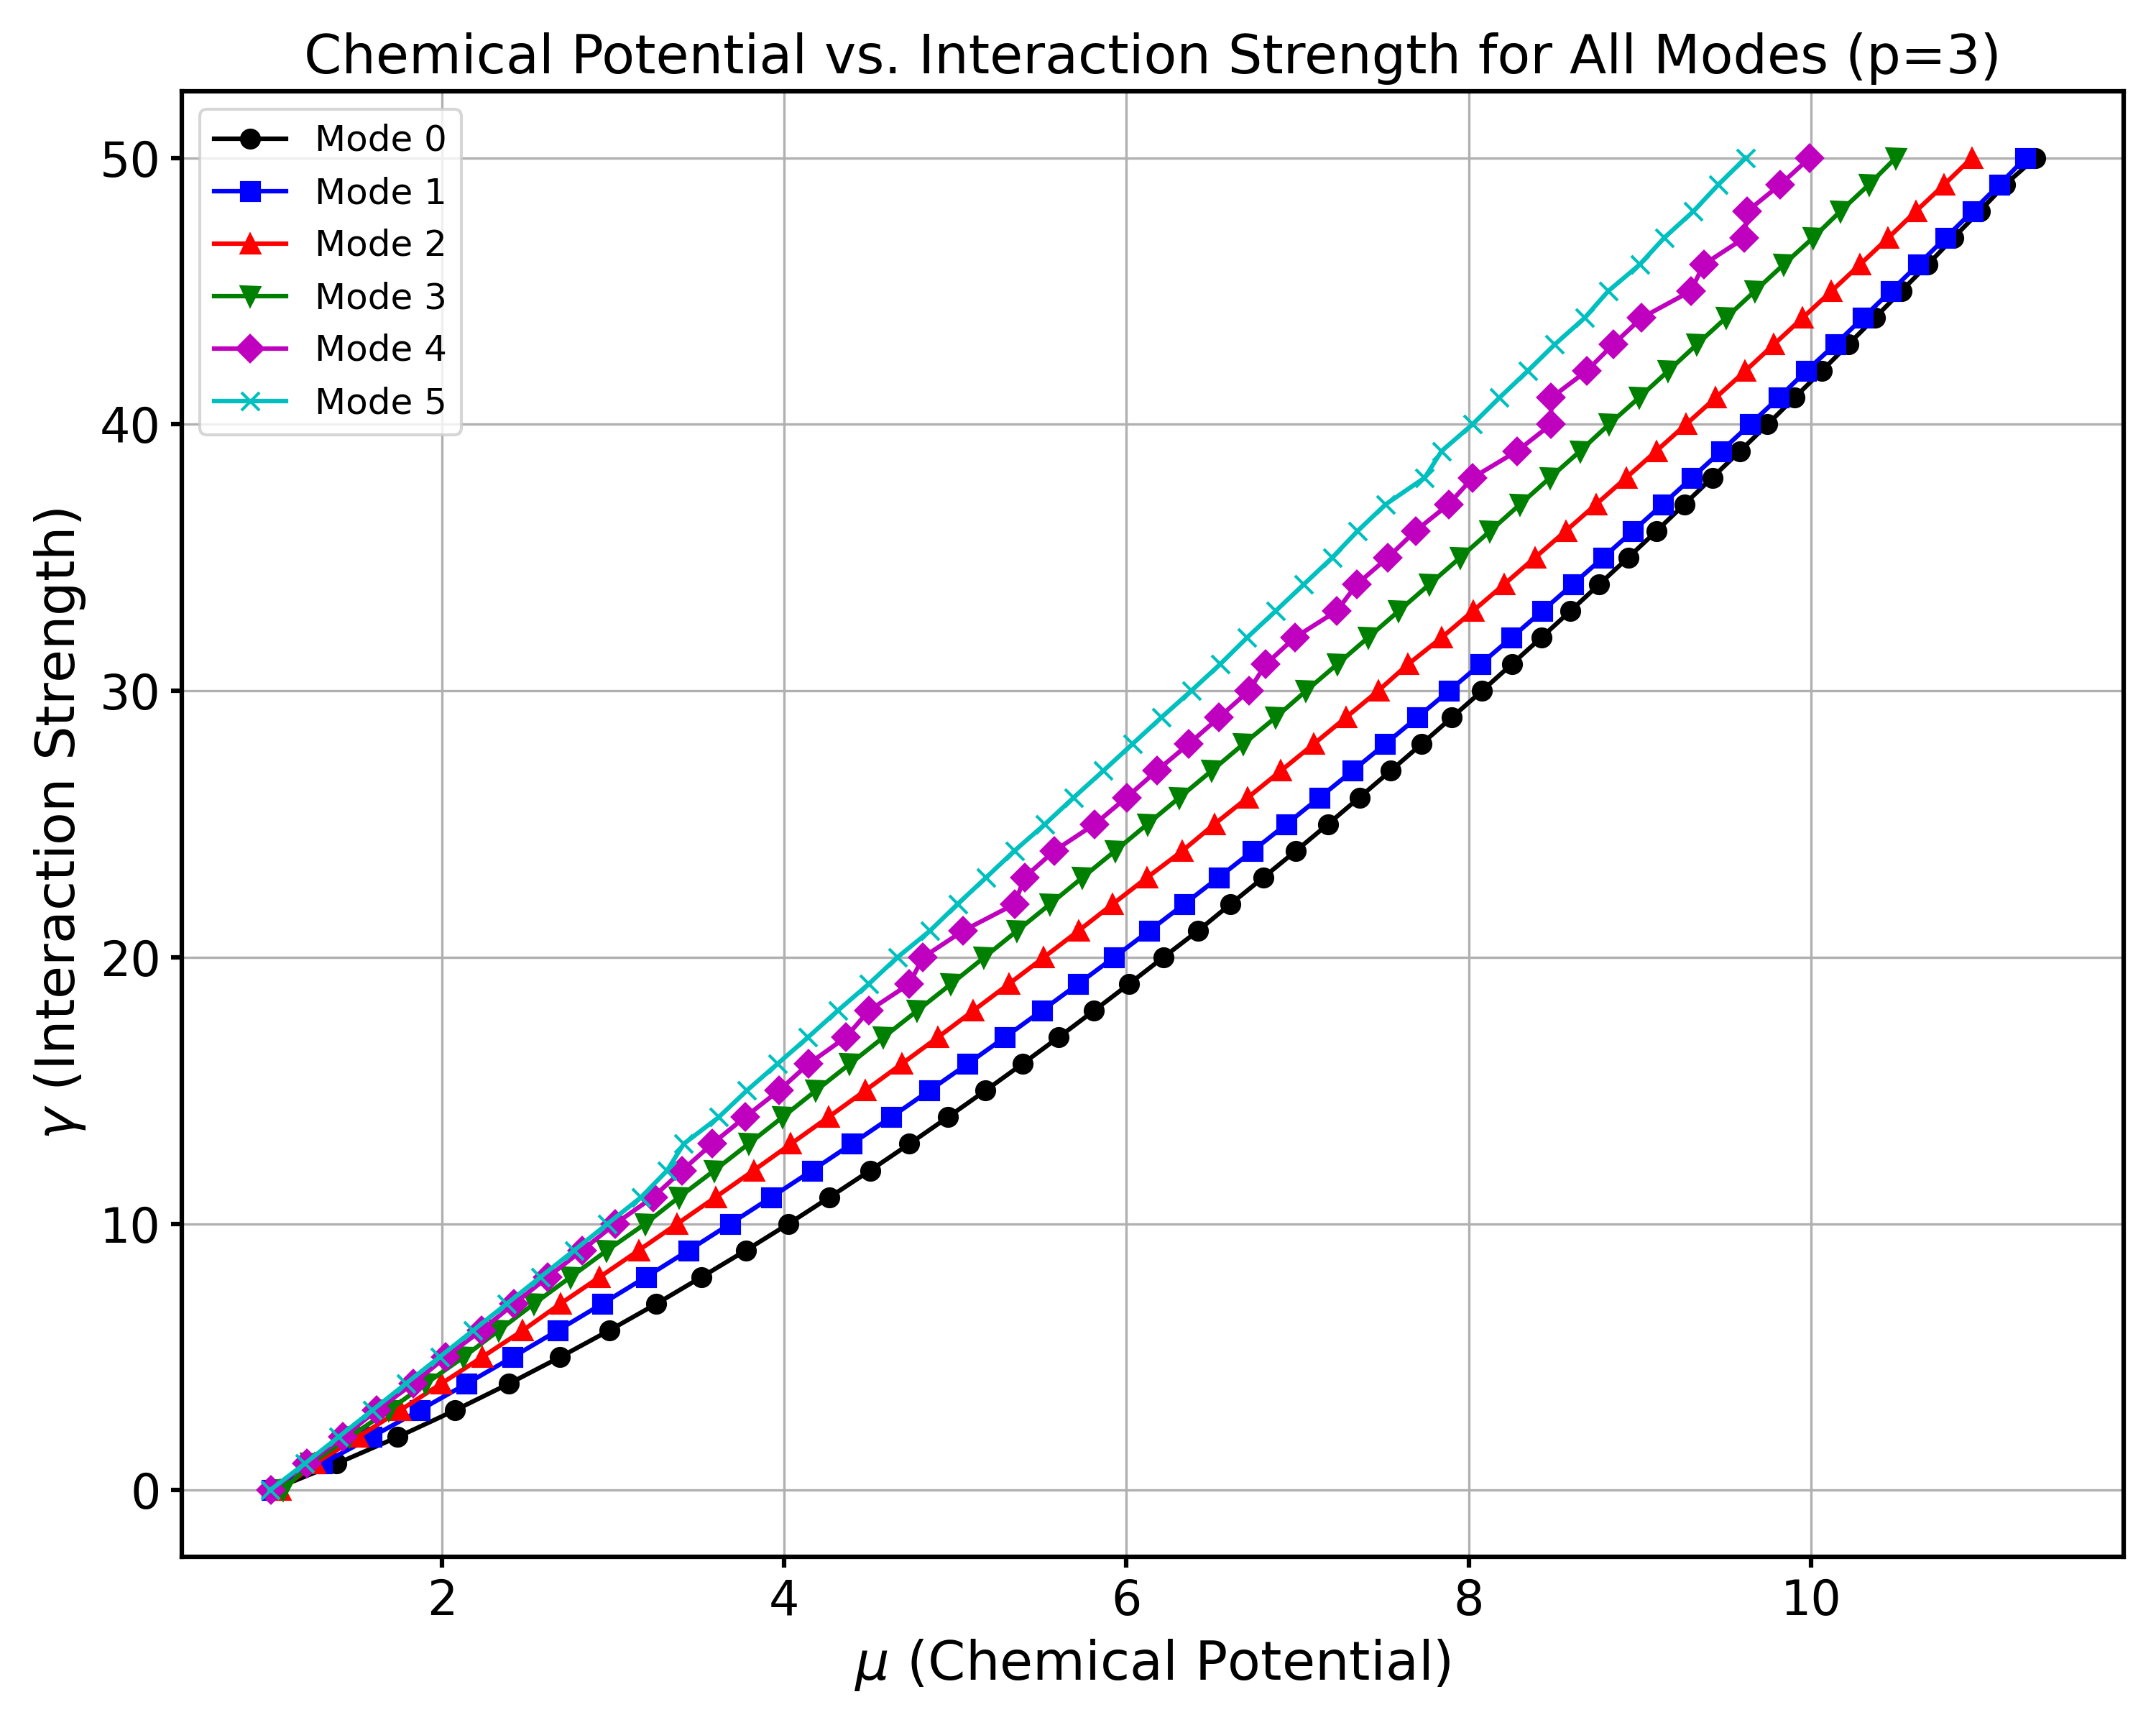 Chemical Potential vs. Interaction Strength for All Modes (p=3)
Mode 0
Mode 1
Mode 2
Mode 3
Mode 4
Mode 5
γ (Interaction Strength)
50
40
30
20
10
0
2 4 6 8 10
μ (Chemical Potential)